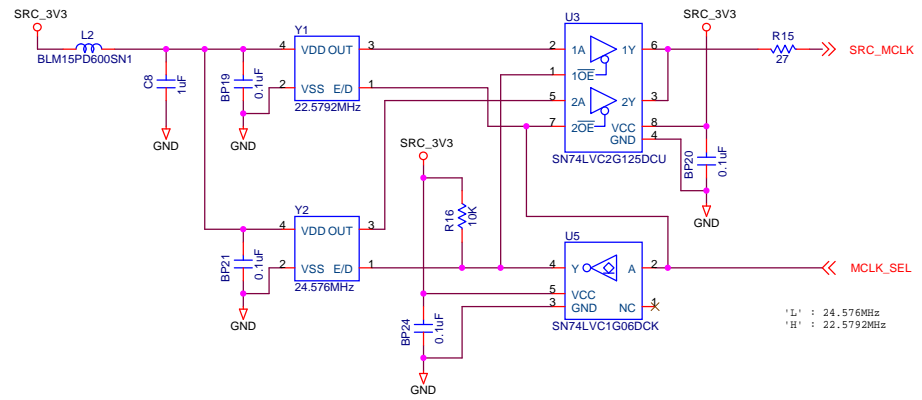 SRC_3V3
L2
BLM15PD600SN1
C8
1uF
BP19
0.1uF
GND
GND
Y1
4 VDD OUT 3
2 VSS E/D 1
22.5792MHz
U3
2 1A 1Y 6
1 1OE
5 2A 2Y 3
7 2OE
VCC 8
GND 4
SN74LVC2G125DCU
SRC_3V3
BP20
0.1uF
GND
R15
27
SRC_MCLK
SRC_3V3
R16
10K
BP21
0.1uF
GND
Y2
4 VDD OUT 3
2 VSS E/D 1
24.576MHz
U5
4 Y A 2
5 VCC
3 GND NC 1
SN74LVC1G06DCK
BP24
0.1uF
GND
MCLK_SEL
'L' : 24.576MHz
'H' : 22.5792MHz